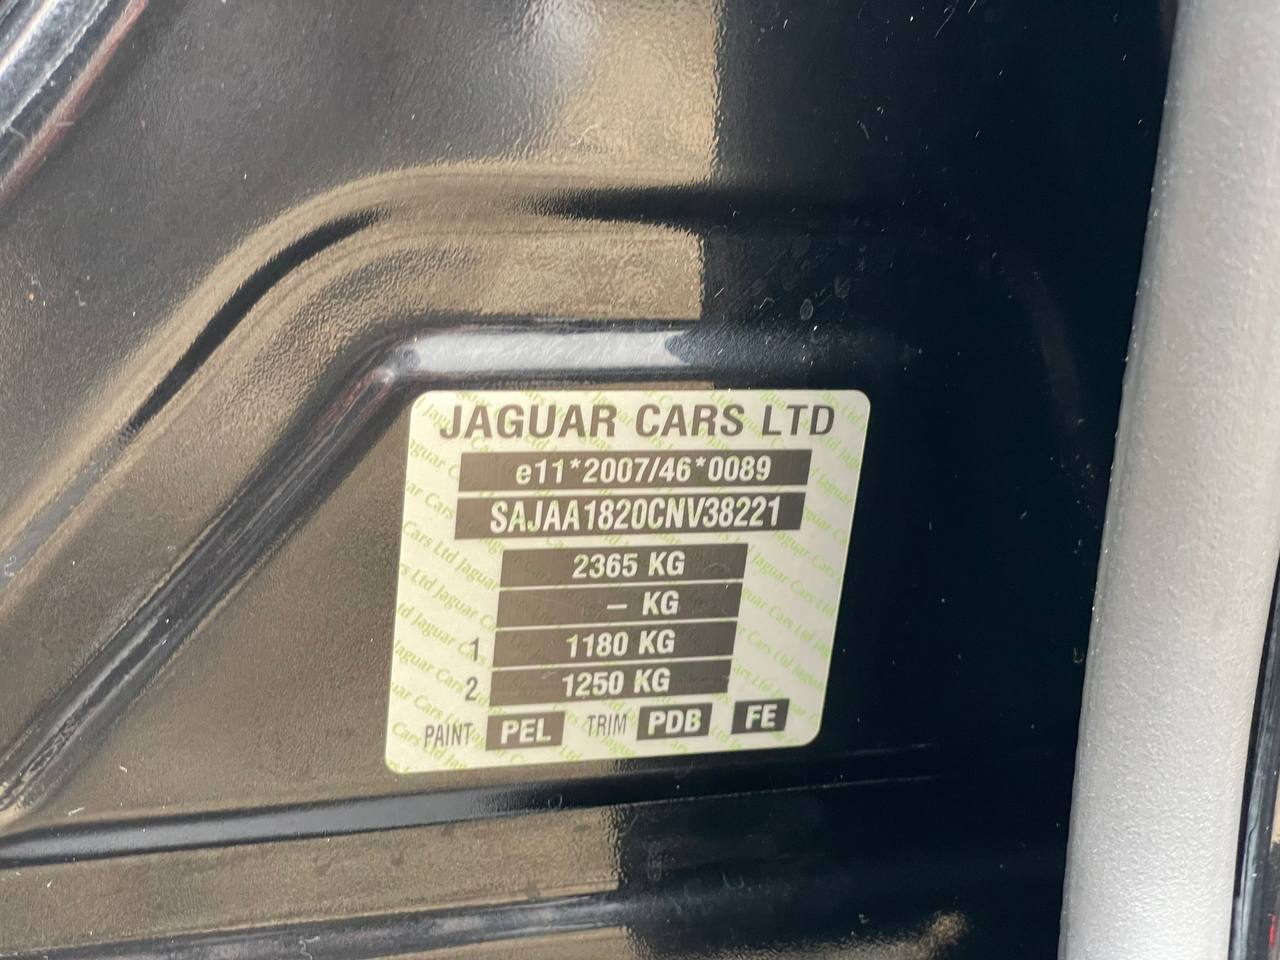 JAGUAR CARS LTD
e11*2007/46*0089
SAJAA1820CNV38221
2365 KG
– KG
1 1180 KG
2 1250 KG
PAINT PEL TRIM PDB FE